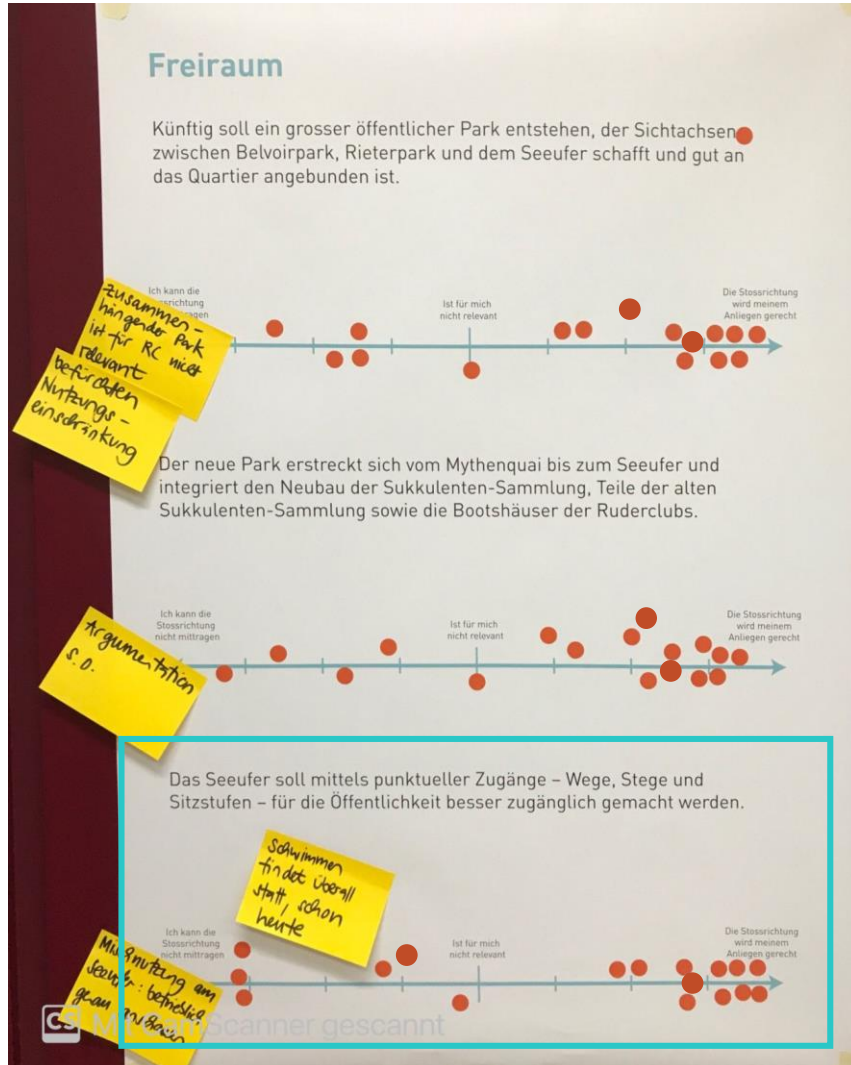 Freiraum
Künftig soll ein grosser öffentlicher Park entstehen, der Sichtachsen
zwischen Belvoirpark, Rieterpark und dem Seeufer schafft und gut an
das Quartier angebunden ist.
Ich kann die
Ist für mich
nicht relevant
Die Stossrichtung
wird meinem
Anliegen gerecht
zusammen-
hängender Park
ist für RC nicht
relevant
befürchten
Nutzungs-
einschränkung
Der neue Park erstreckt sich vom Mythenquai bis zum Seeufer und
integriert den Neubau der Sukkulenten-Sammlung, Teile der alten
Sukkulenten-Sammlung sowie die Bootshäuser der Ruderclubs.
Ich kann die
Stossrichtung
nicht mittragen
Ist für mich
nicht relevant
Die Stossrichtung
wird meinem
Anliegen gerecht
Argumentation
s.o.
Das Seeufer soll mittels punktueller Zugänge – Wege, Stege und
Sitzstufen – für die Öffentlichkeit besser zugänglich gemacht werden.
Schwimmen
findet überall
statt, schon
heute
Ich kann die
Stossrichtung
nicht mittragen
Ist für mich
nicht relevant
Die Stossrichtung
wird meinem
Anliegen gerecht
am
Seeufer: betrieblich
genau
CS Mit CamScanner gescannt